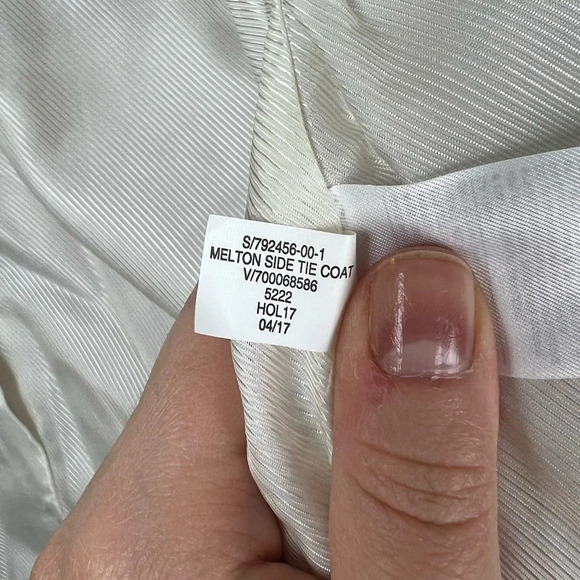 S/792456-00-1
MELTON SIDE TIE COAT
V/700068586
5222
HOL17
04/17